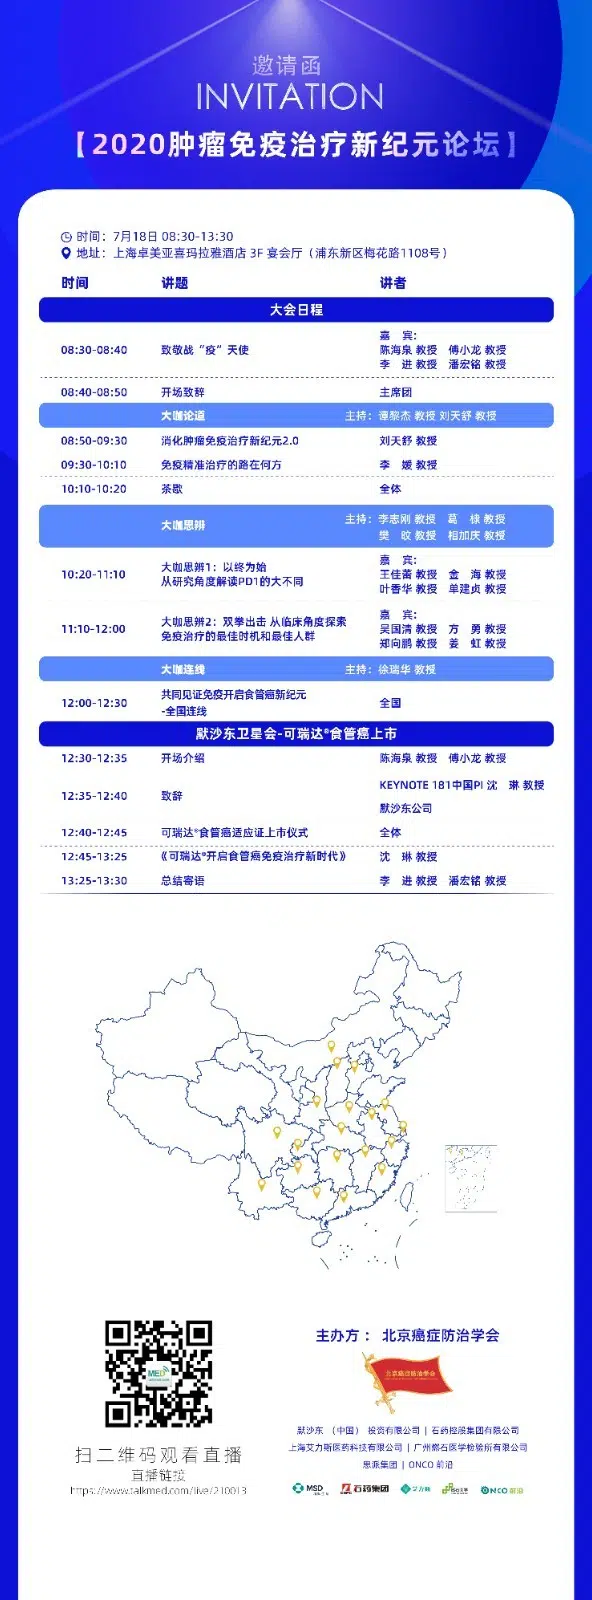 邀请函
INVITATION
【2020肿瘤免疫治疗新纪元论坛】
时间：7月18日 08:30-13:30
地址：上海卓美亚喜玛拉雅酒店 3F 宴会厅（浦东新区梅花路1108号）
时间 讲题 讲者
大会日程
嘉 宾：
08:30-08:40 致敬战“疫”天使 陈海泉 教授 傅小龙 教授
李 进 教授 潘宏铭 教授
08:40-08:50 开场致辞 主席团
大咖论道 主持：谭黎杰 教授 刘天舒 教授
08:50-09:30 消化肿瘤免疫治疗新纪元2.0 刘天舒 教授
09:30-10:10 免疫精准治疗的路在何方 李 媛 教授
10:10-10:20 茶歇 全体
大咖思辨 主持：李志刚 教授 葛 棣 教授
樊 旼 教授 相加庆 教授
嘉 宾：
10:20-11:10 大咖思辨1：以终为始 王佳蕾 教授 金 海 教授
从研究角度解读PD1的大不同 叶香华 教授 单建贞 教授
嘉 宾：
11:10-12:00 大咖思辨2：双拳出击 从临床角度探索 吴国清 教授 方 勇 教授
免疫治疗的最佳时机和最佳人群 郑向鹏 教授 姜 虹 教授
大咖连线 主持：徐瑞华 教授
12:00-12:30 共同见证免疫开启食管癌新纪元 全国
-全国连线
默沙东卫星会-可瑞达®食管癌上市
12:30-12:35 开场介绍 陈海泉 教授 傅小龙 教授
12:35-12:40 致辞 KEYNOTE 181中国PI 沈 琳 教授
默沙东公司
12:40-12:45 可瑞达®食管癌适应证上市仪式 全体
12:45-13:25 《可瑞达®开启食管癌免疫治疗新时代》 沈 琳 教授
13:25-13:30 总结寄语 李 进 教授 潘宏铭 教授
MED
扫二维码观看直播
直播链接
https://www.talkmed.com/live/210013
主办方： 北京癌症防治学会
北京癌症防治学会
默沙东（中国）投资有限公司 | 石药控股集团有限公司
上海艾力斯医药科技有限公司 | 广州燃石医学检验所有限公司
思派集团 | ONCO前沿
MSD 石药集团 艾力斯 ONCO前沿